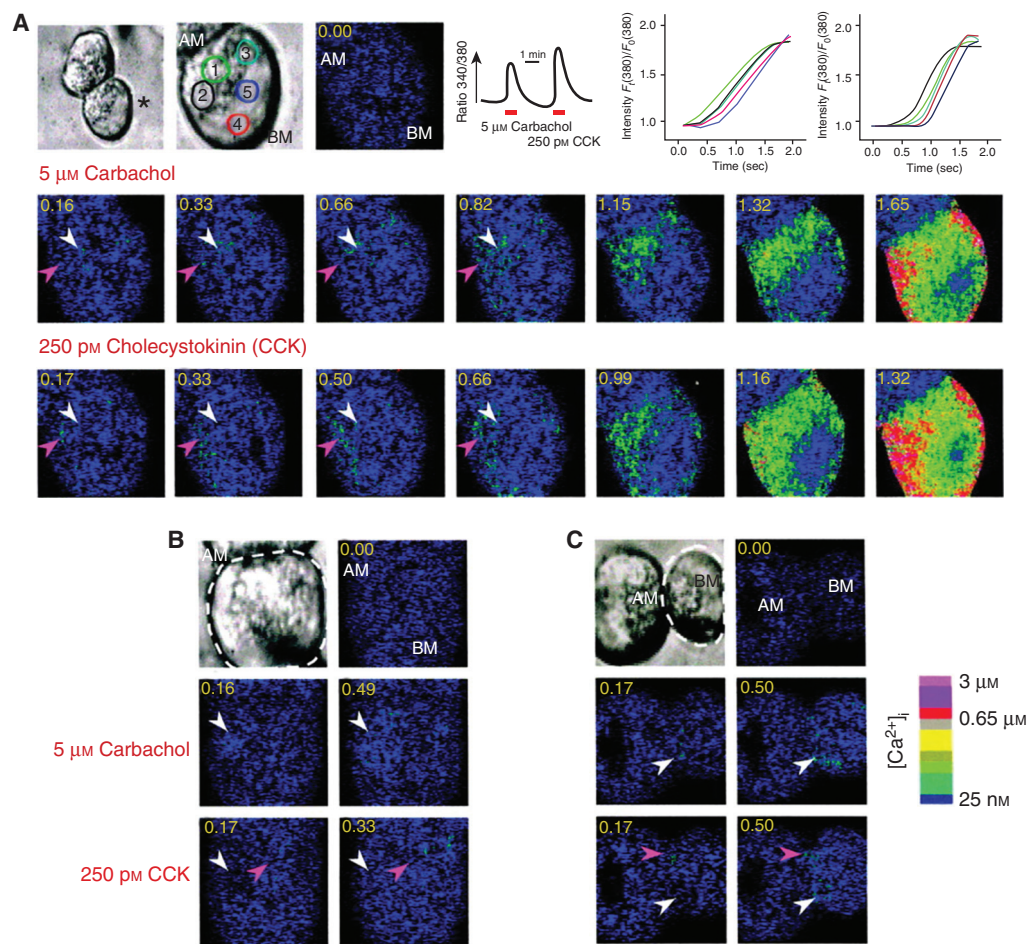 A
AM
1
2
3
5
4
BM
0.00
AM
BM
Ratio 340/380
1 min
5 μM Carbachol
250 pM CCK
Intensity Ft(380)/F0(380)
2.0
1.5
1.0
0.0 0.5 1.0 1.5 2.0
Time (sec)
Intensity Ft(380)/F0(380)
2.0
1.5
1.0
0.0 0.5 1.0 1.5 2.0
Time (sec)
*
5 μM Carbachol
0.16 0.33 0.66 0.82 1.15 1.32 1.65
250 pM Cholecystokinin (CCK)
0.17 0.33 0.50 0.66 0.99 1.16 1.32
B
AM
0.00
AM
BM
5 μM Carbachol
0.16 0.49
250 pM CCK
0.17 0.33
C
AM
BM
0.00
AM
BM
0.17 0.50
0.17 0.50
[Ca2+]i
3 μM
0.65 μM
25 nM